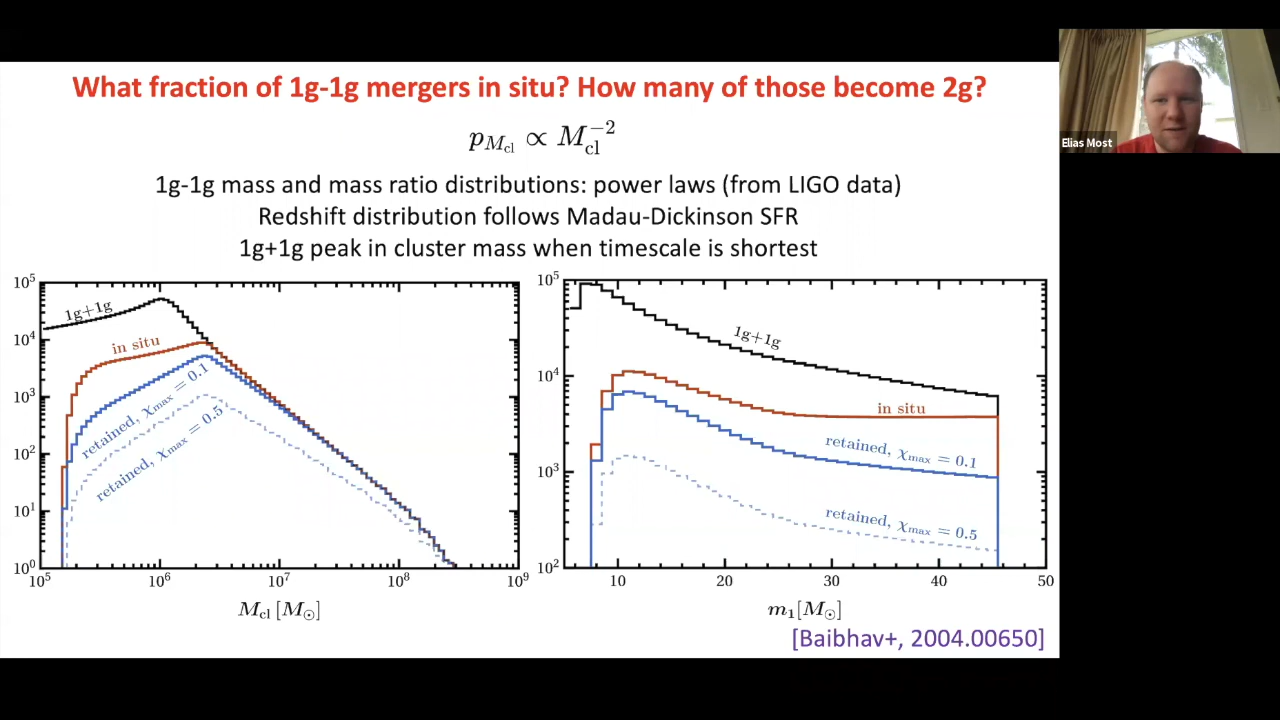 What fraction of 1g-1g mergers in situ? How many of those become 2g?
p_{M_cl} ∝ M_cl^{-2}
1g-1g mass and mass ratio distributions: power laws (from LIGO data)
Redshift distribution follows Madau-Dickinson SFR
1g+1g peak in cluster mass when timescale is shortest
Elias Most
10^5
10^4
10^3
10^2
10^1
10^0
1g+1g
in situ
retained, χ_max = 0.1
retained, χ_max = 0.5
10^5
10^6
10^7
10^8
10^9
M_cl [M_⊙]
10^5
10^4
10^3
10^2
1g+1g
in situ
retained, χ_max = 0.1
retained, χ_max = 0.5
10
20
30
40
50
m_1[M_⊙]
[Baibhav+, 2004.00650]